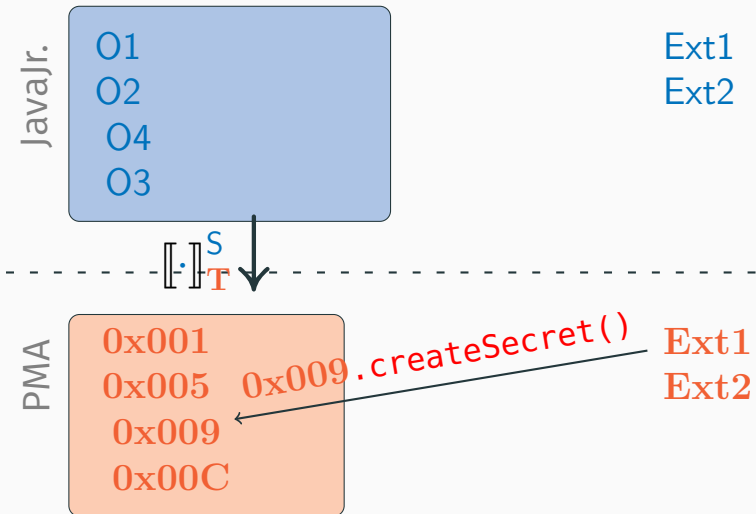 JavaJr.
O1
O2
O4
O3
Ext1
Ext2
⟦·⟧
S
T
PMA
0x001
0x005
0x009
0x00C
0x009.createSecret()
Ext1
Ext2